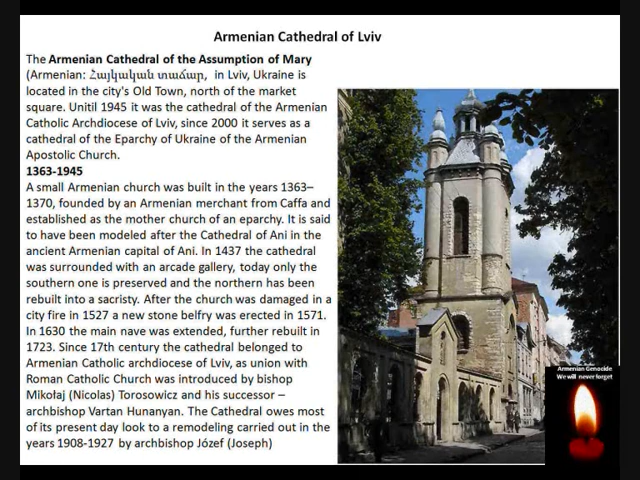 Armenian Cathedral of Lviv
The Armenian Cathedral of the Assumption of Mary
(Armenian: Հայկական տաճար,  in Lviv, Ukraine is
located in the city's Old Town, north of the market
square. Unitil 1945 it was the cathedral of the Armenian
Catholic Archdiocese of Lviv, since 2000 it serves as a
cathedral of the Eparchy of Ukraine of the Armenian
Apostolic Church.
1363-1945
A small Armenian church was built in the years 1363–
1370, founded by an Armenian merchant from Caffa and
established as the mother church of an eparchy. It is said
to have been modeled after the Cathedral of Ani in the
ancient Armenian capital of Ani. In 1437 the cathedral
was surrounded with an arcade gallery, today only the
southern one is preserved and the northern has been
rebuilt into a sacristy. After the church was damaged in a
city fire in 1527 a new stone belfry was erected in 1571.
In 1630 the main nave was extended, further rebuilt in
1723. Since 17th century the cathedral belonged to
Armenian Catholic archdiocese of Lviv, as union with
Roman Catholic Church was introduced by bishop
Mikołaj (Nicolas) Torosowicz and his successor –
archbishop Vartan Hunanyan. The Cathedral owes most
of its present day look to a remodeling carried out in the
years 1908-1927 by archbishop Józef (Joseph)
Armenian Genocide
We will never forget